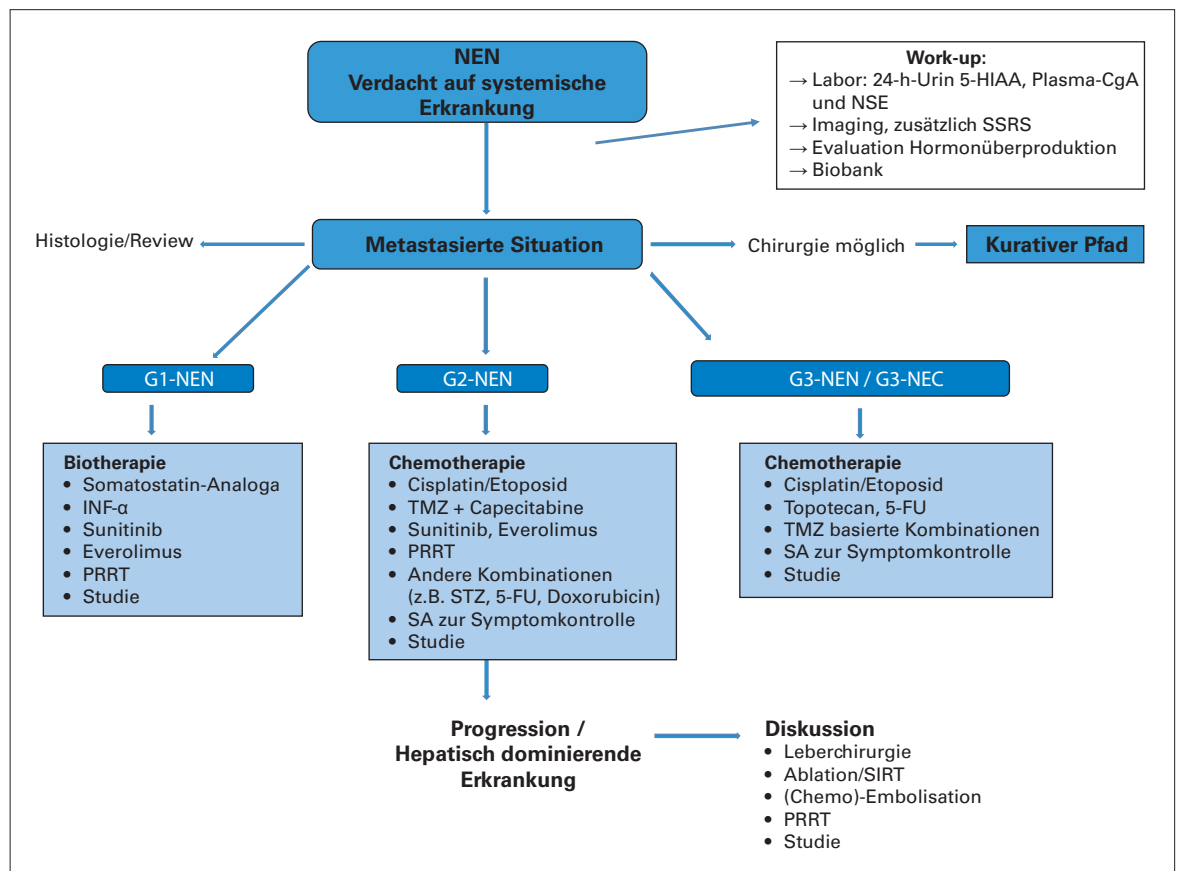 NEN
Verdacht auf systemische
Erkrankung
Work-up:
→ Labor: 24-h-Urin 5-HIAA, Plasma-CgA
und NSE
→ Imaging, zusätzlich SSRS
→ Evaluation Hormonüberproduktion
→ Biobank
Histologie/Review
Metastasierte Situation
Chirurgie möglich
Kurativer Pfad
G1-NEN
G2-NEN
G3-NEN / G3-NEC
Biotherapie
• Somatostatin-Analoga
• INF-α
• Sunitinib
• Everolimus
• PRRT
• Studie
Chemotherapie
• Cisplatin/Etoposid
• TMZ + Capecitabine
• Sunitinib, Everolimus
• PRRT
• Andere Kombinationen
(z.B. STZ, 5-FU, Doxorubicin)
• SA zur Symptomkontrolle
• Studie
Chemotherapie
• Cisplatin/Etoposid
• Topotecan, 5-FU
• TMZ basierte Kombinationen
• SA zur Symptomkontrolle
• Studie
Progression /
Hepatisch dominierende
Erkrankung
Diskussion
• Leberchirurgie
• Ablation/SIRT
• (Chemo)-Embolisation
• PRRT
• Studie